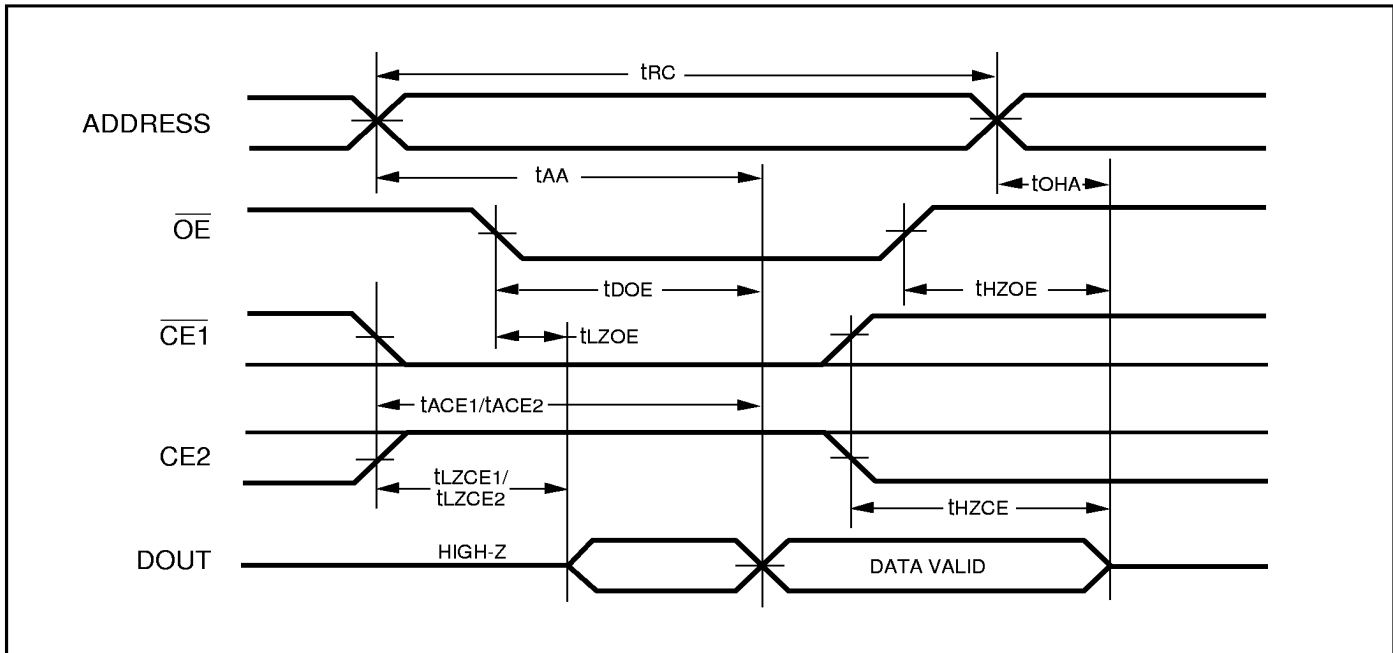 tRC
ADDRESS
tAA
tOHA
OE
tDOE
tHZOE
CE1
tLZOE
tACE1/tACE2
CE2
tLZCE1/
tLZCE2
tHZCE
DOUT
HIGH-Z
DATA VALID